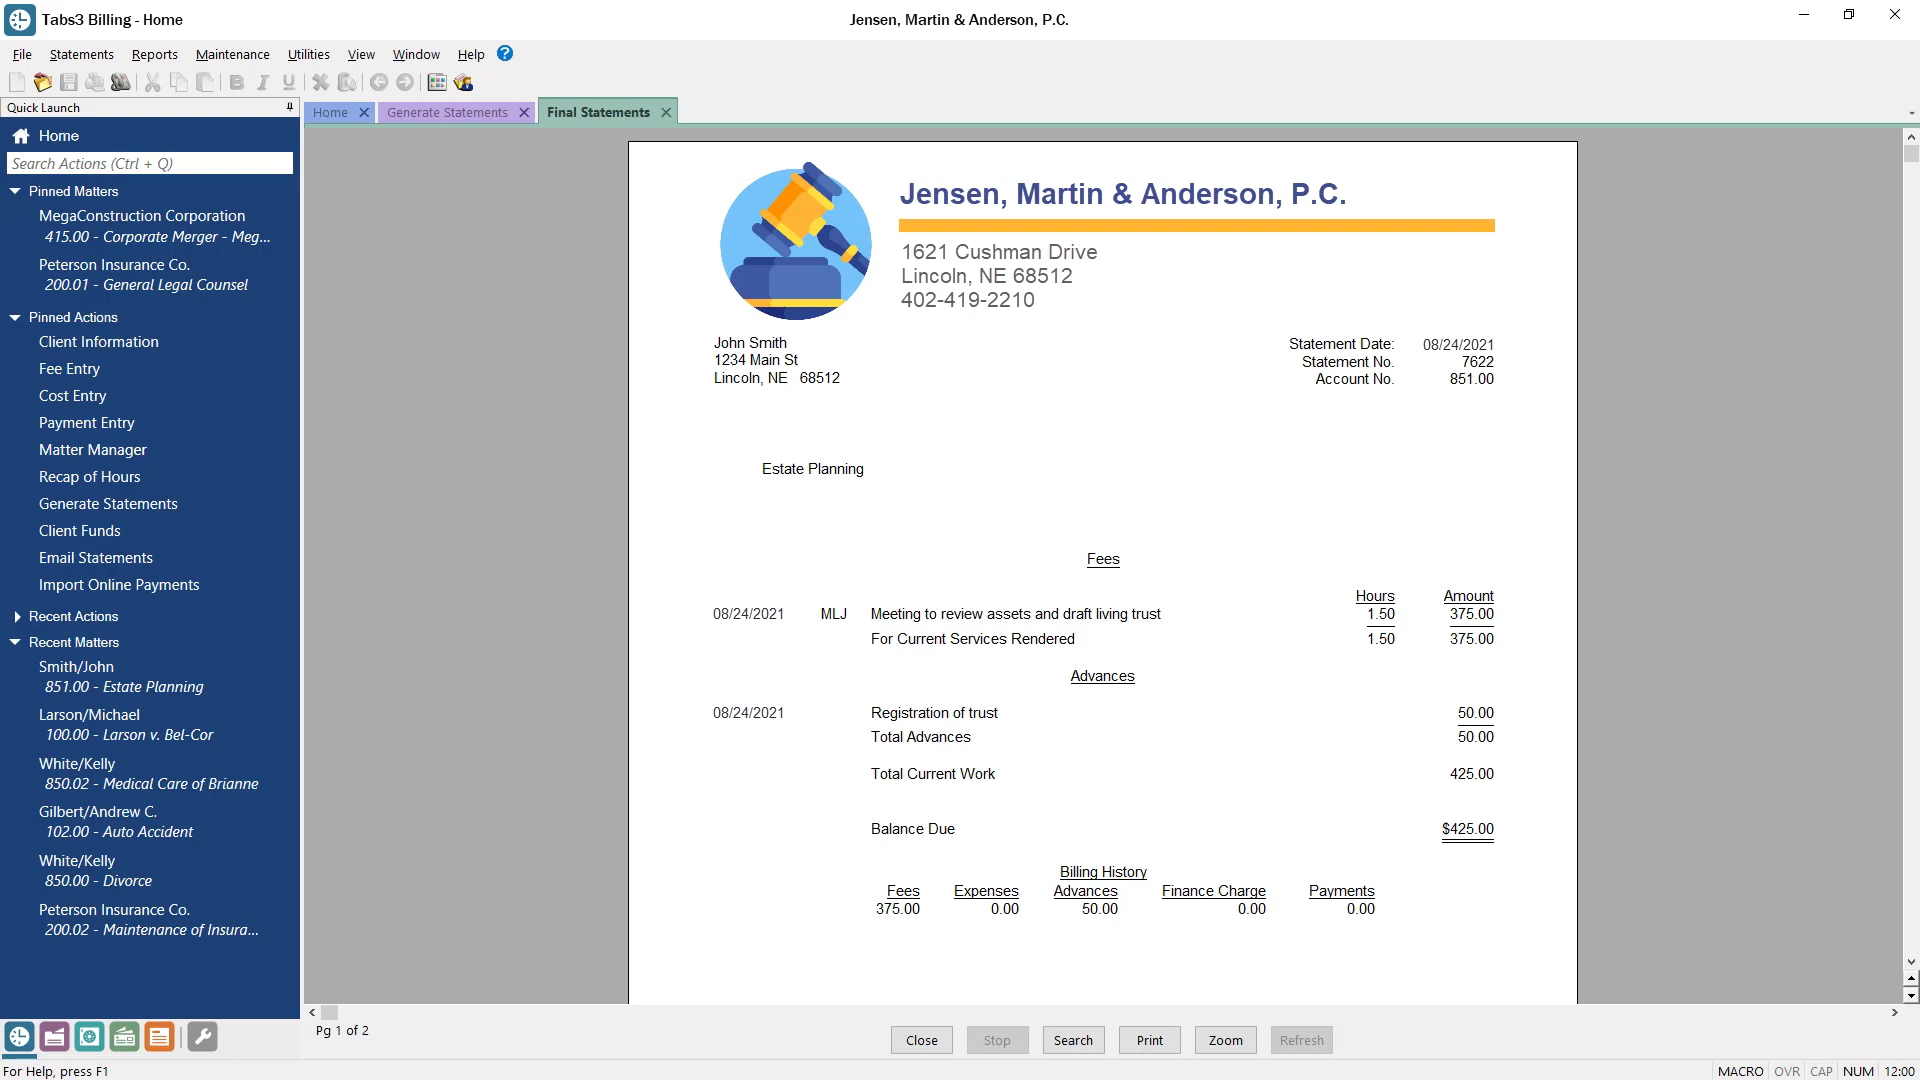 Tabs3 Billing - Home
Jensen, Martin & Anderson, P.C.
File Statements Reports Maintenance Utilities View Window Help ?
B I U
Quick Launch
Home
Search Actions (Ctrl + Q)
Pinned Matters
MegaConstruction Corporation
415.00 - Corporate Merger - Meg...
Peterson Insurance Co.
200.01 - General Legal Counsel
Pinned Actions
Client Information
Fee Entry
Cost Entry
Payment Entry
Matter Manager
Recap of Hours
Generate Statements
Client Funds
Email Statements
Import Online Payments
Recent Actions
Recent Matters
Smith/John
851.00 - Estate Planning
Larson/Michael
100.00 - Larson v. Bel-Cor
White/Kelly
850.02 - Medical Care of Brianne
Gilbert/Andrew C.
102.00 - Auto Accident
White/Kelly
850.00 - Divorce
Peterson Insurance Co.
200.02 - Maintenance of Insura...
Home Generate Statements Final Statements
Jensen, Martin & Anderson, P.C.
1621 Cushman Drive
Lincoln, NE 68512
402-419-2210
John Smith
1234 Main St
Lincoln, NE 68512
Statement Date: 08/24/2021
Statement No. 7622
Account No. 851.00
Estate Planning
Fees
Hours Amount
08/24/2021 MLJ Meeting to review assets and draft living trust 1.50 375.00
For Current Services Rendered 1.50 375.00
Advances
08/24/2021 Registration of trust 50.00
Total Advances 50.00
Total Current Work 425.00
Balance Due $425.00
Billing History
Fees Expenses Advances Finance Charge Payments
375.00 0.00 50.00 0.00 0.00
Pg 1 of 2
Close Stop Search Print Zoom Refresh
For Help, press F1
MACRO OVR CAP NUM 12:00